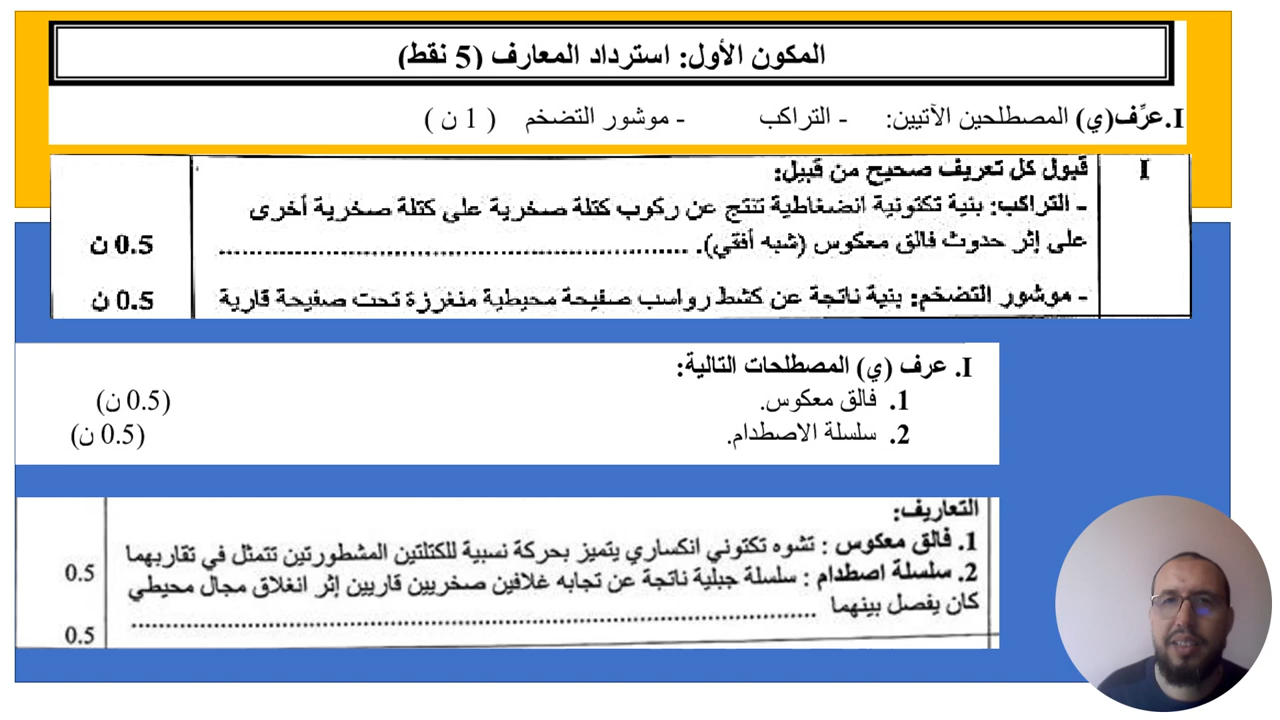 المكون الأول: استرداد المعارف (5 نقط)
I.عرِّف(ي) المصطلحين الآتيين: - التراكب - موشور التضخم ( 1 ن )
I قبول كل تعريف صحيح من قبيل:
- التراكب: بنية تكتونية انضغاطية تنتج عن ركوب كتلة صخرية على كتلة صخرية أخرى
على إثر حدوث فالق معكوس (شبه أفقي). 0.5 ن
- موشور التضخم: بنية ناتجة عن كشط رواسب صفيحة محيطية منغرزة تحت صفيحة قارية 0.5 ن
I. عرف (ي) المصطلحات التالية:
1. فالق معكوس. (0.5 ن)
2. سلسلة الاصطدام. (0.5 ن)
التعاريف:
1. فالق معكوس : تشوه تكتوني انكساري يتميز بحركة نسبية للكتلتين المشطورتين تتمثل في تقاربهما 0.5
2. سلسلة اصطدام : سلسلة جبلية ناتجة عن تجابه غلافين صخريين قاريين إثر انغلاق مجال محيطي
كان يفصل بينهما 0.5